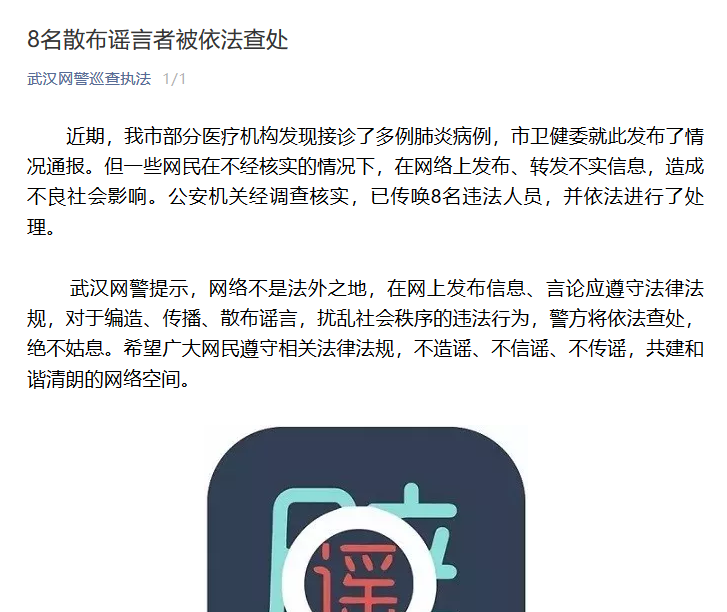 8名散布谣言者被依法查处
武汉网警巡查执法 1/1
近期，我市部分医疗机构发现接诊了多例肺炎病例，市卫健委就此发布了情
况通报。但一些网民在不经核实的情况下，在网络上发布、转发不实信息，造成
不良社会影响。公安机关经调查核实，已传唤8名违法人员，并依法进行了处
理。
武汉网警提示，网络不是法外之地，在网上发布信息、言论应遵守法律法
规，对于编造、传播、散布谣言，扰乱社会秩序的违法行为，警方将依法查处，
绝不姑息。希望广大网民遵守相关法律法规，不造谣、不信谣、不传谣，共建和
谐清朗的网络空间。
谣